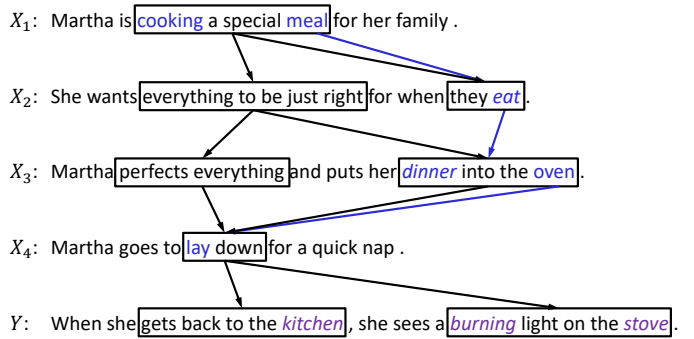 X₁: Martha is cooking a special meal for her family .
X₂: She wants everything to be just right for when they eat .
X₃: Martha perfects everything and puts her dinner into the oven .
X₄: Martha goes to lay down for a quick nap .
Y: When she gets back to the kitchen , she sees a burning light on the stove .